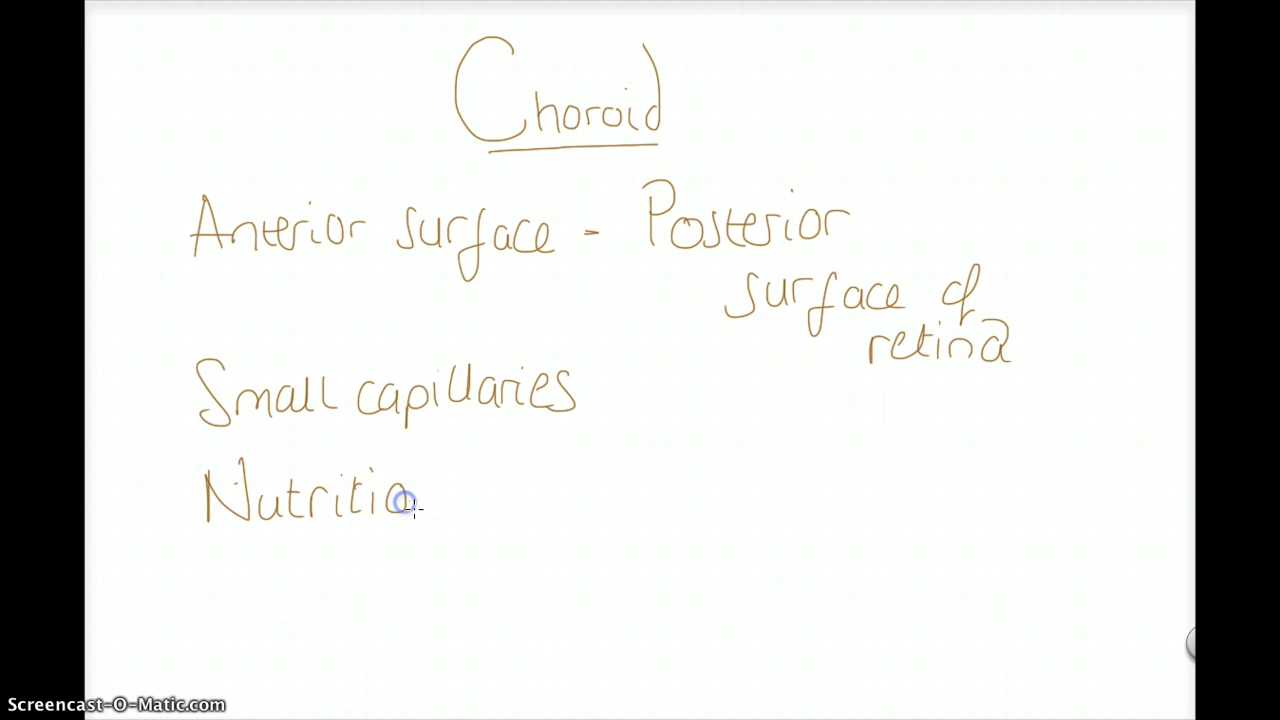 Choroid
Anterior surface - Posterior
surface of
retina
Small capillaries
Nutritio
Screencast-O-Matic.com